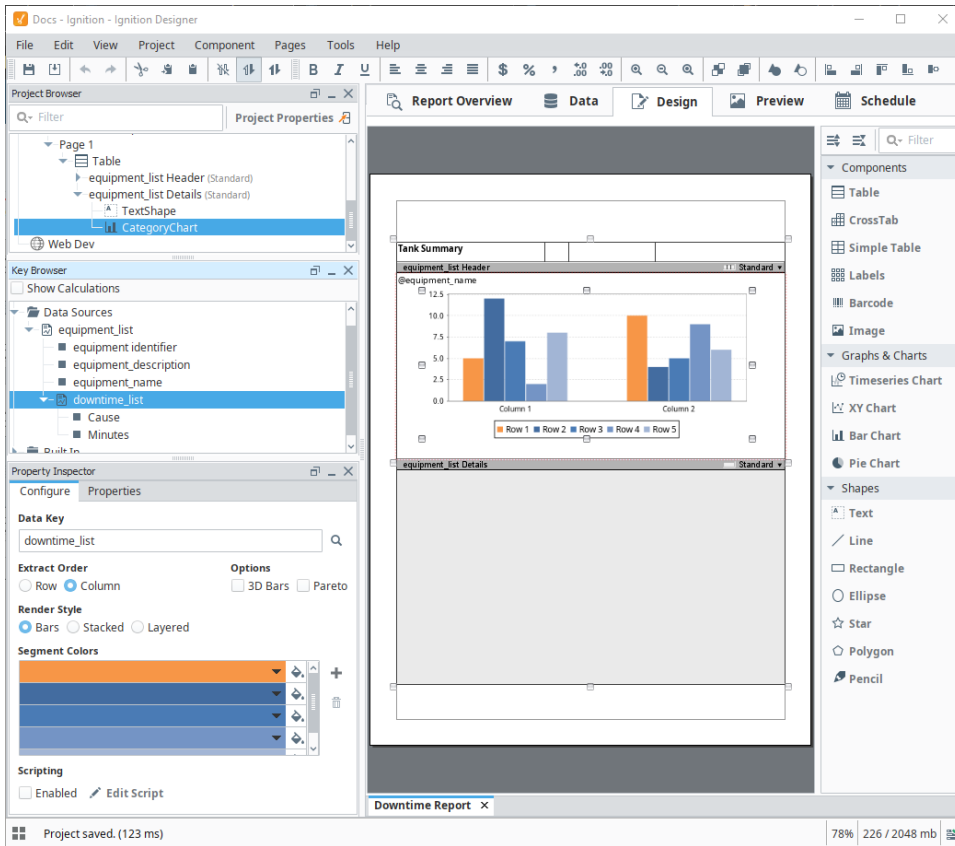 Docs - Ignition - Ignition Designer
File Edit View Project Component Pages Tools Help
B I U $ % , +.0 .00 .00 +.0
Project Browser
Filter
Project Properties
Page 1
Table
equipment_list Header (Standard)
equipment_list Details (Standard)
TextShape
CategoryChart
Web Dev
Key Browser
Show Calculations
Data Sources
equipment_list
equipment identifier
equipment_description
equipment_name
downtime_list
Cause
Minutes
Built In
Property Inspector
Configure Properties
Data Key
downtime_list
Extract Order Options
Row Column 3D Bars Pareto
Render Style
Bars Stacked Layered
Segment Colors
Scripting
Enabled Edit Script
Report Overview Data Design Preview Schedule
Tank Summary
equipment_list Header Standard
@equipment_name
12.5
10.0
7.5
5.0
2.5
0.0
Column 1 Column 2
Row 1 Row 2 Row 3 Row 4 Row 5
equipment_list Details Standard
Downtime Report
Filter
Components
Table
CrossTab
Simple Table
Labels
Barcode
Image
Graphs & Charts
Timeseries Chart
XY Chart
Bar Chart
Pie Chart
Shapes
Text
Line
Rectangle
Ellipse
Star
Polygon
Pencil
Project saved. (123 ms) 78% 226 / 2048 mb